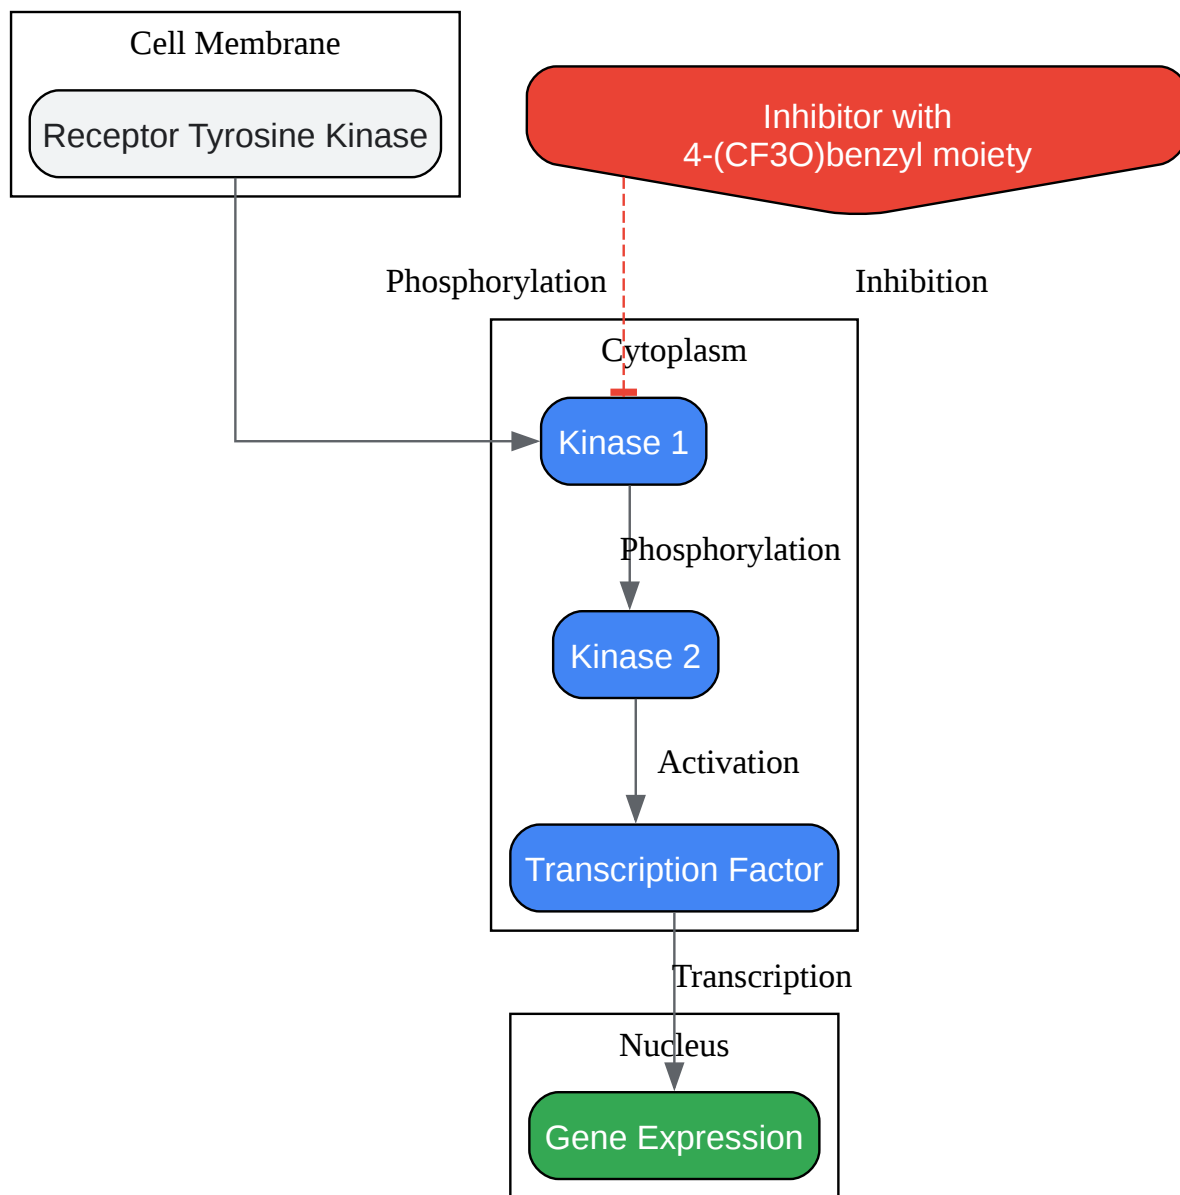 Cell Membrane
Receptor Tyrosine Kinase
Inhibitor with
4-(CF3O)benzyl moiety
Phosphorylation
Inhibition
Cytoplasm
Kinase 1
Phosphorylation
Kinase 2
Activation
Transcription Factor
Transcription
Nucleus
Gene Expression